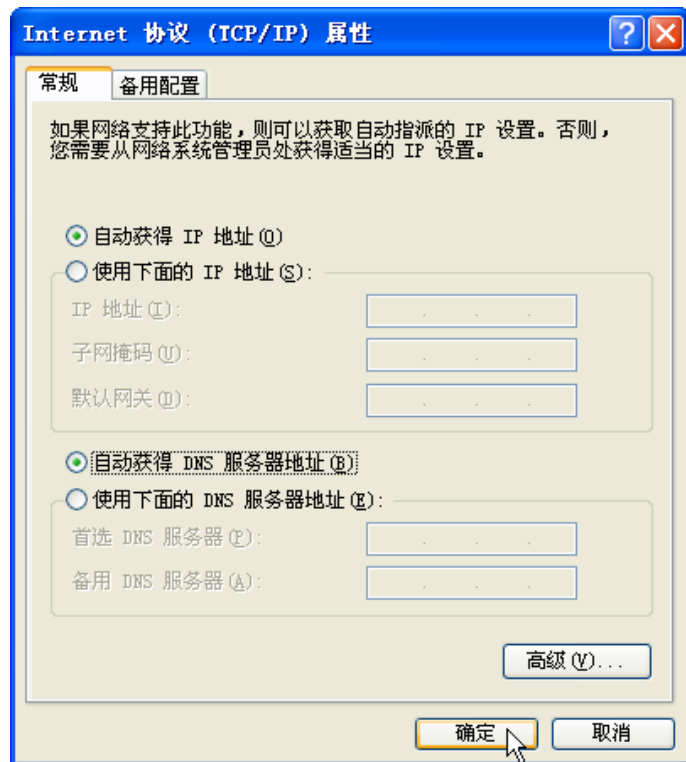 Internet 协议 (TCP/IP) 属性
常规
备用配置
如果网络支持此功能,则可以获取自动指派的 IP 设置。否则,
您需要从网络系统管理员处获得适当的 IP 设置。
自动获得 IP 地址(O)
使用下面的 IP 地址(S):
IP 地址(I):
子网掩码(U):
默认网关(D):
自动获得 DNS 服务器地址(B)
使用下面的 DNS 服务器地址(E):
首选 DNS 服务器(P):
备用 DNS 服务器(A):
高级(V)...
确定
取消